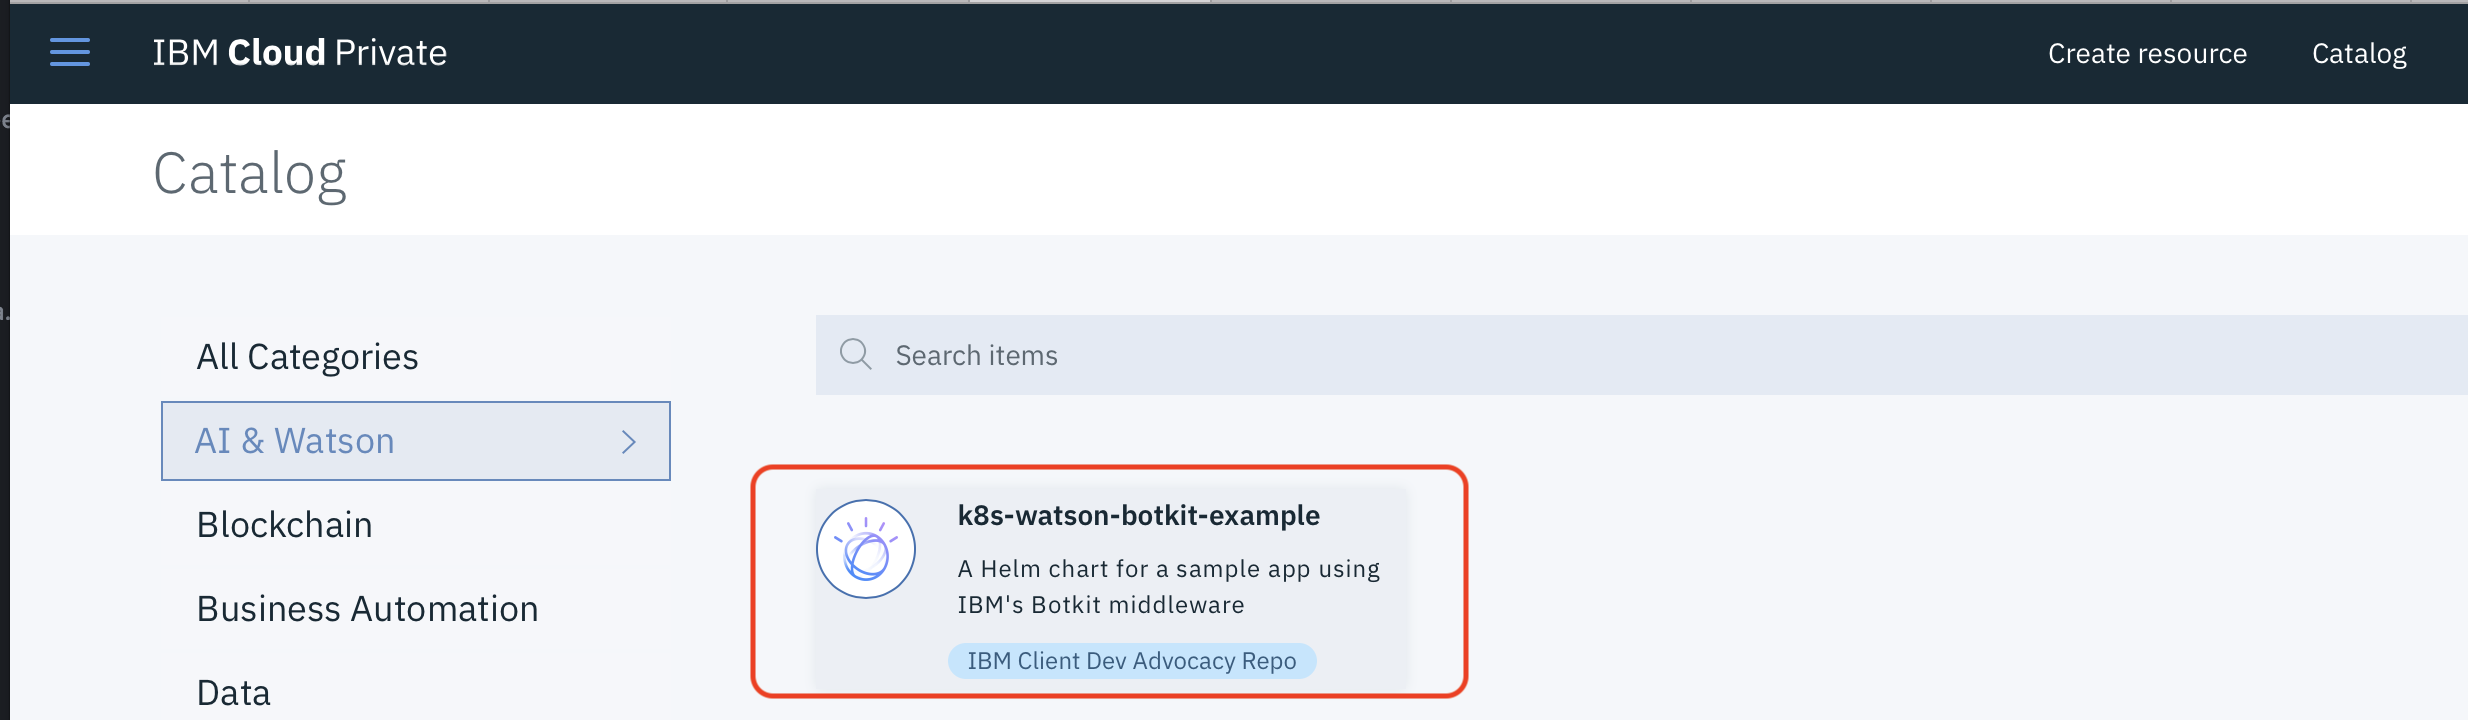 IBM Cloud Private
Create resource
Catalog
Catalog
All Categories
AI & Watson
Blockchain
Business Automation
Data
Search items
k8s-watson-botkit-example
A Helm chart for a sample app using
IBM's Botkit middleware
IBM Client Dev Advocacy Repo